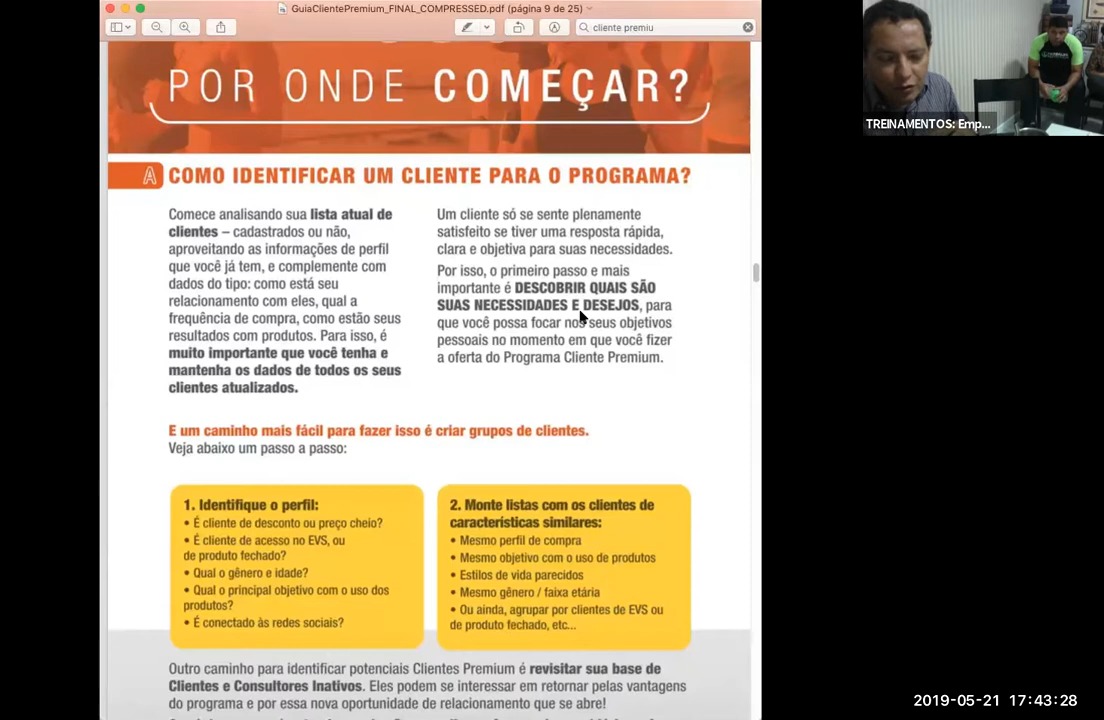 GuiaClientePremium_FINAL_COMPRESSED.pdf (página 9 de 25)
cliente premiu
POR ONDE COMEÇAR?
A COMO IDENTIFICAR UM CLIENTE PARA O PROGRAMA?
Comece analisando sua lista atual de
clientes – cadastrados ou não,
aproveitando as informações de perfil
que você já tem, e complemente com
dados do tipo: como está seu
relacionamento com eles, qual a
frequência de compra, como estão seus
resultados com produtos. Para isso, é
muito importante que você tenha e
mantenha os dados de todos os seus
clientes atualizados.
Um cliente só se sente plenamente
satisfeito se tiver uma resposta rápida,
clara e objetiva para suas necessidades.
Por isso, o primeiro passo e mais
importante é DESCOBRIR QUAIS SÃO
SUAS NECESSIDADES E DESEJOS, para
que você possa focar nos seus objetivos
pessoais no momento em que você fizer
a oferta do Programa Cliente Premium.
E um caminho mais fácil para fazer isso é criar grupos de clientes.
Veja abaixo um passo a passo:
1. Identifique o perfil:
• É cliente de desconto ou preço cheio?
• É cliente de acesso no EVS, ou
de produto fechado?
• Qual o gênero e idade?
• Qual o principal objetivo com o uso dos
produtos?
• É conectado às redes sociais?
2. Monte listas com os clientes de
características similares:
• Mesmo perfil de compra
• Mesmo objetivo com o uso de produtos
• Estilos de vida parecidos
• Mesmo gênero / faixa etária
• Ou ainda, agrupar por clientes de EVS ou
de produto fechado, etc...
Outro caminho para identificar potenciais Clientes Premium é revisitar sua base de
Clientes e Consultores Inativos. Eles podem se interessar em retornar pelas vantagens
do programa e por essa nova oportunidade de relacionamento que se abre!
TREINAMENTOS: Emp...
2019-05-21 17:43:28